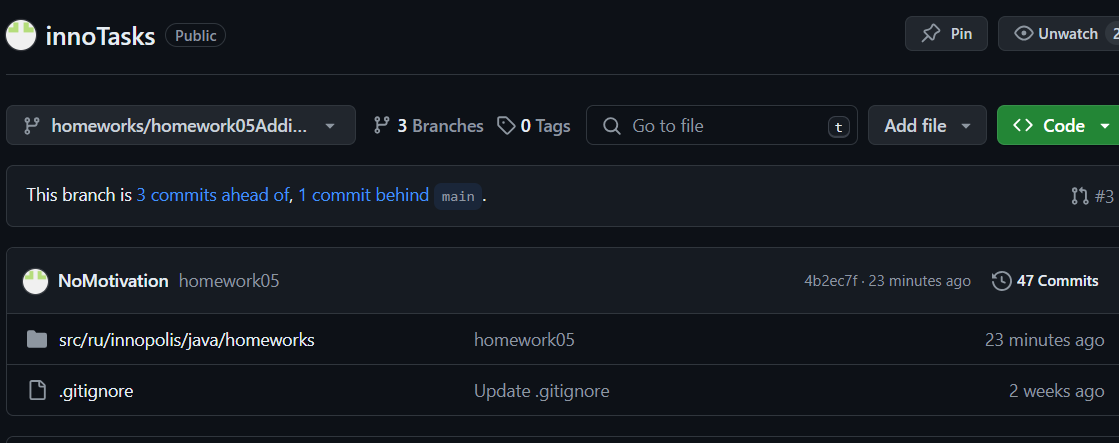 innoTasks Public Pin Unwatch 2
homeworks/homework05Addi... 3 Branches 0 Tags Go to file t Add file Code
This branch is 3 commits ahead of, 1 commit behind main. #3
NoMotivation homework05 4b2ec7f · 23 minutes ago 47 Commits
src/ru/innopolis/java/homeworks homework05 23 minutes ago
.gitignore Update .gitignore 2 weeks ago